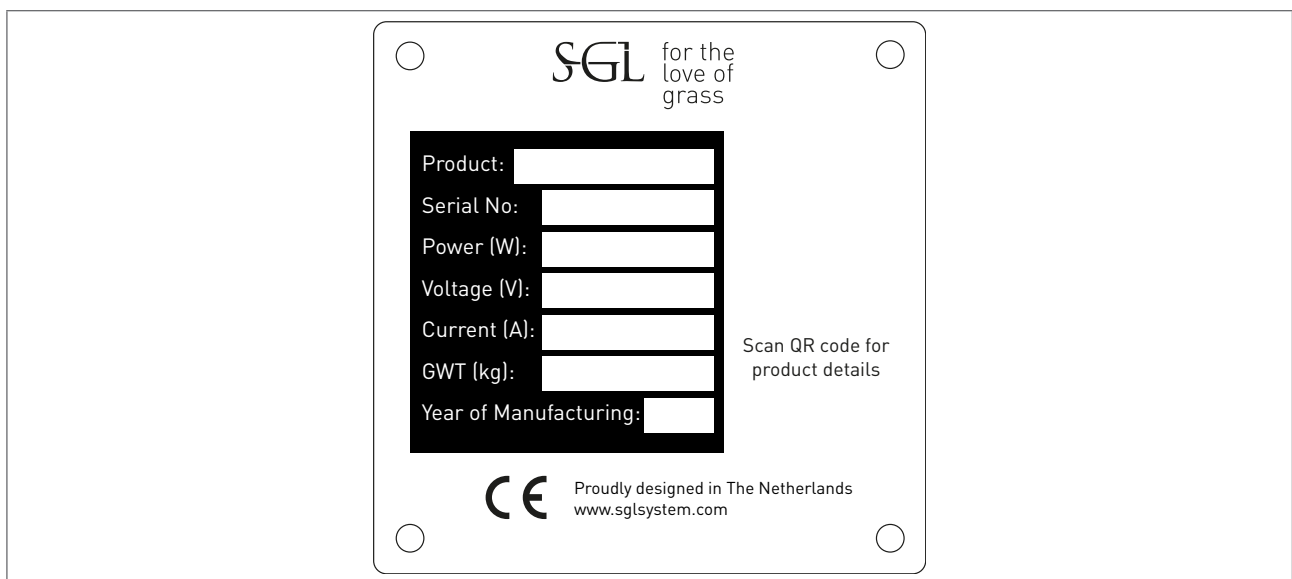 SGL
for the
love of
grass
Product:
Serial No:
Power (W):
Voltage (V):
Current (A):
GWT (kg):
Year of Manufacturing:
Scan QR code for
product details
CE
Proudly designed in The Netherlands
www.sglsystem.com